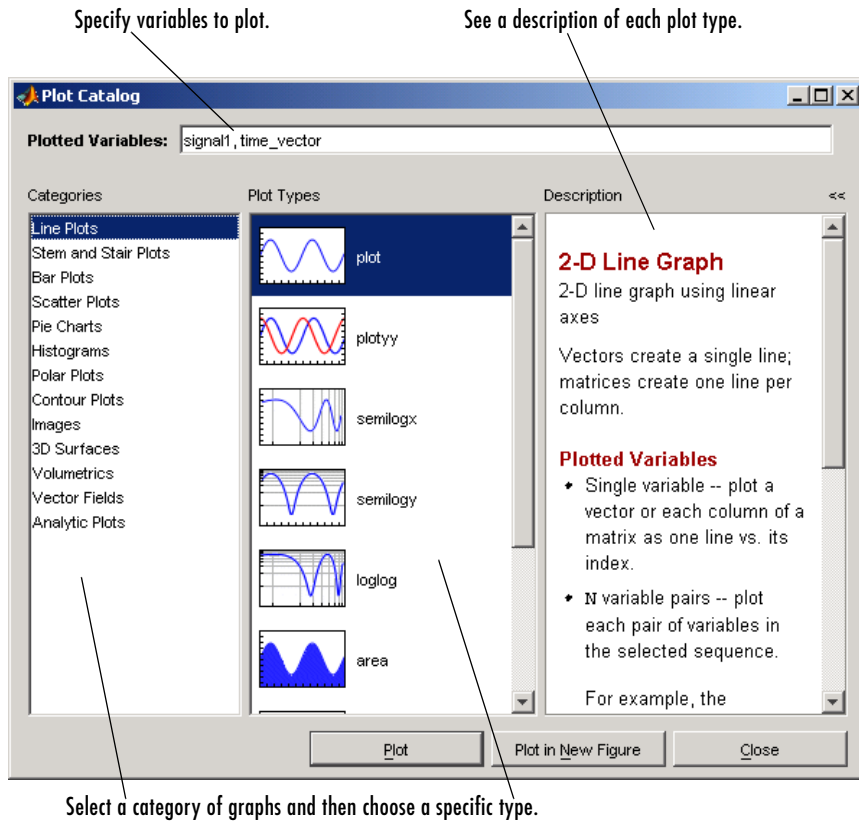 Specify variables to plot.
See a description of each plot type.
Plot Catalog
Plotted Variables: signal1,time_vector
Categories
Line Plots
Stem and Stair Plots
Bar Plots
Scatter Plots
Pie Charts
Histograms
Polar Plots
Contour Plots
Images
3D Surfaces
Volumetrics
Vector Fields
Analytic Plots
Plot Types
plot
plotyy
semilogx
semilogy
loglog
area
Description <<
2-D Line Graph
2-D line graph using linear
axes
Vectors create a single line;
matrices create one line per
column.
Plotted Variables
• Single variable -- plot a
vector or each column of a
matrix as one line vs. its
index.
• N variable pairs -- plot
each pair of variables in
the selected sequence.
For example, the
Plot
Plot in New Figure
Close
Select a category of graphs and then choose a specific type.